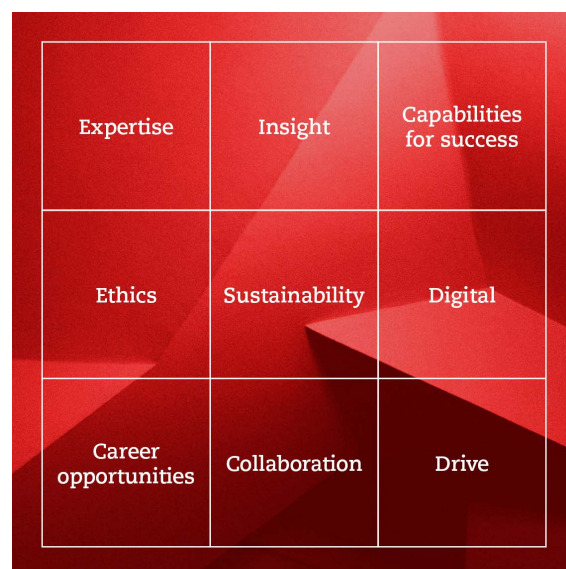 Expertise
Insight
Capabilities
for success
Ethics
Sustainability
Digital
Career
opportunities
Collaboration
Drive